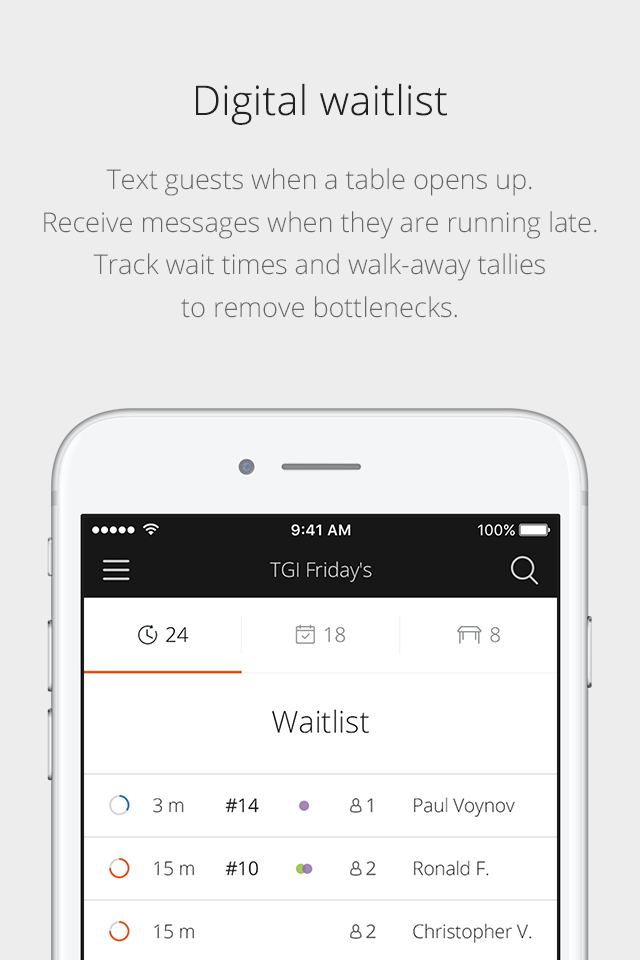 Digital waitlist
Text guests when a table opens up.
Receive messages when they are running late.
Track wait times and walk-away tallies
to remove bottlenecks.
9:41 AM 100%
TGI Friday's
24 18 8
Waitlist
3 m #14 1 Paul Voynov
15 m #10 2 Ronald F.
15 m 2 Christopher V.